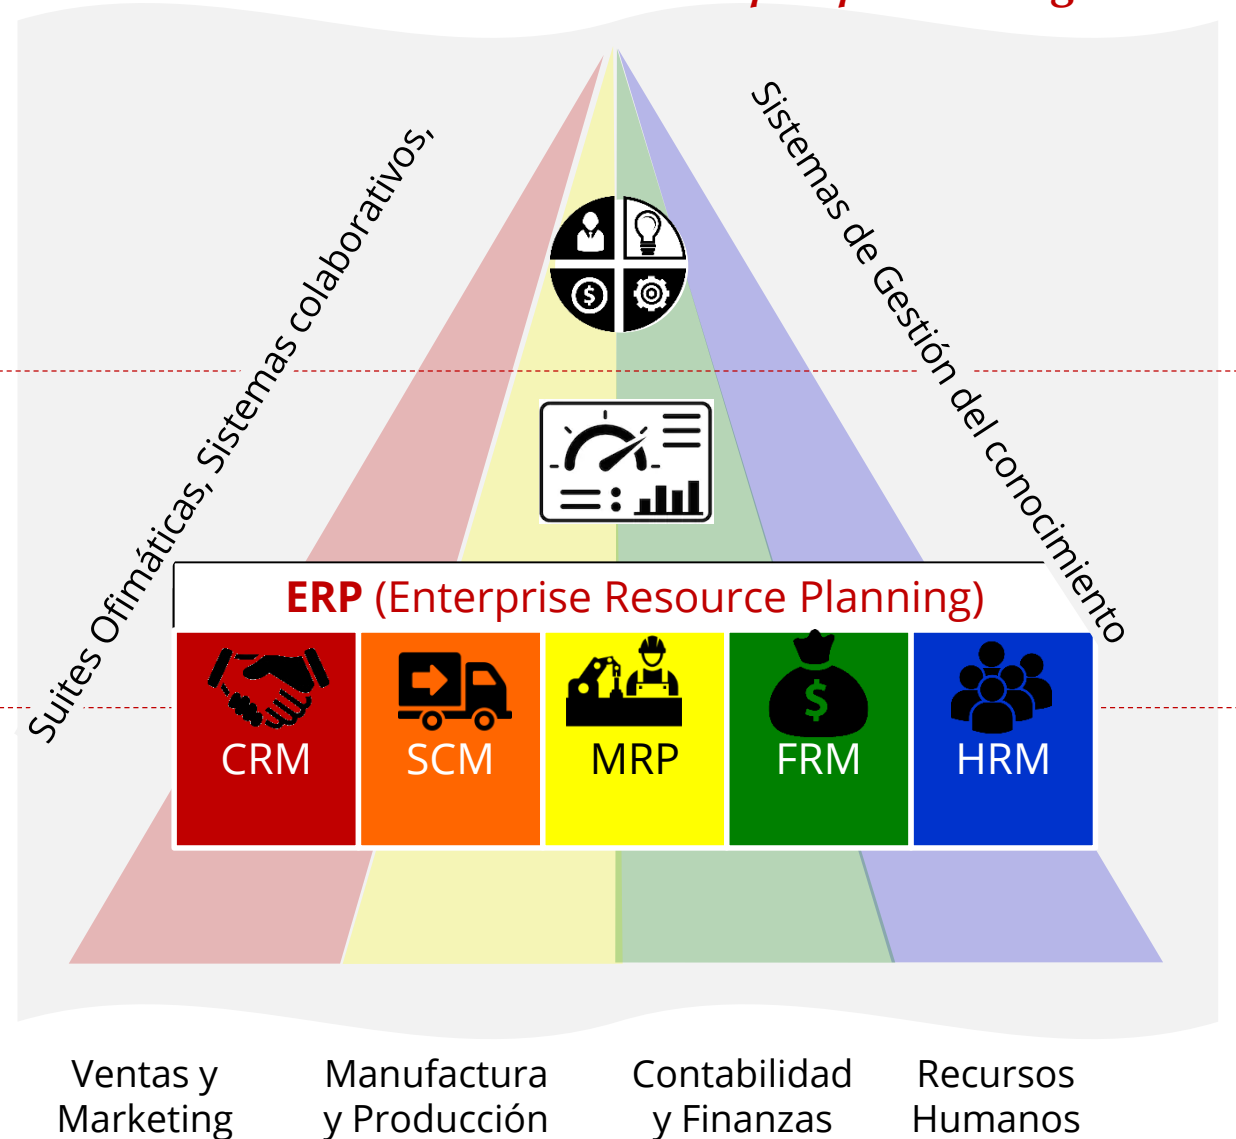 Suites Ofimáticas, Sistemas colaborativos,
Sistemas de Gestión del conocimiento
ERP (Enterprise Resource Planning)
CRM
SCM
MRP
FRM
HRM
Ventas y
Marketing
Manufactura
y Producción
Contabilidad
y Finanzas
Recursos
Humanos